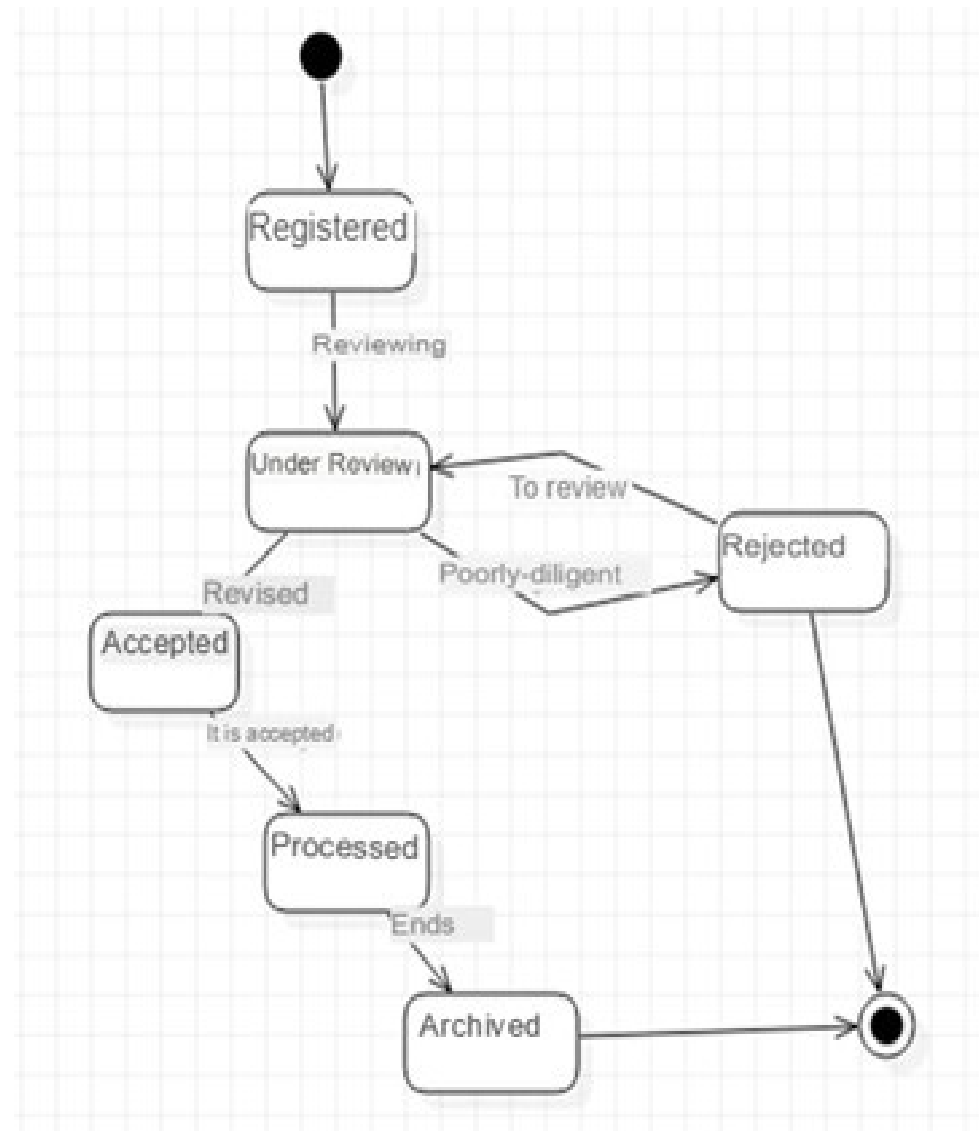 Registered
Reviewing
Under Review
To review
Rejected
Poorly-diligent
Revised
Accepted
It is accepted
Processed
Ends
Archived